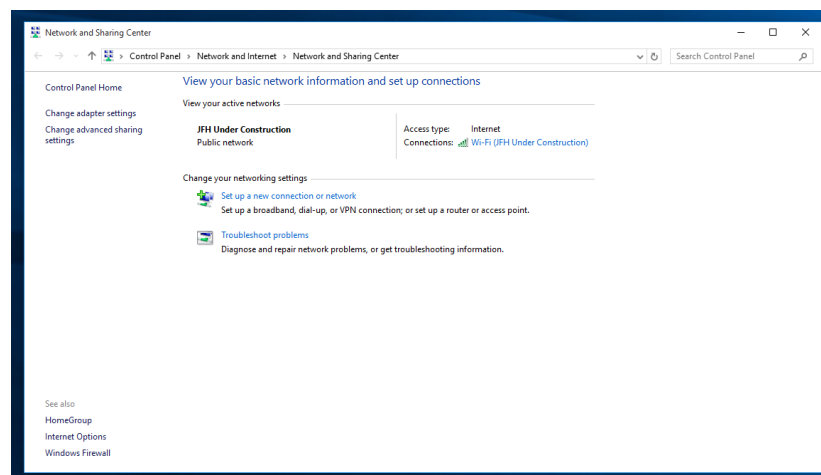 Network and Sharing Center
Control Panel > Network and Internet > Network and Sharing Center
Search Control Panel
Control Panel Home
Change adapter settings
Change advanced sharing
settings
View your basic network information and set up connections
View your active networks
JFH Under Construction
Public network
Access type: Internet
Connections: Wi-Fi (JFH Under Construction)
Change your networking settings
Set up a new connection or network
Set up a broadband, dial-up, or VPN connection; or set up a router or access point.
Troubleshoot problems
Diagnose and repair network problems, or get troubleshooting information.
See also
HomeGroup
Internet Options
Windows Firewall